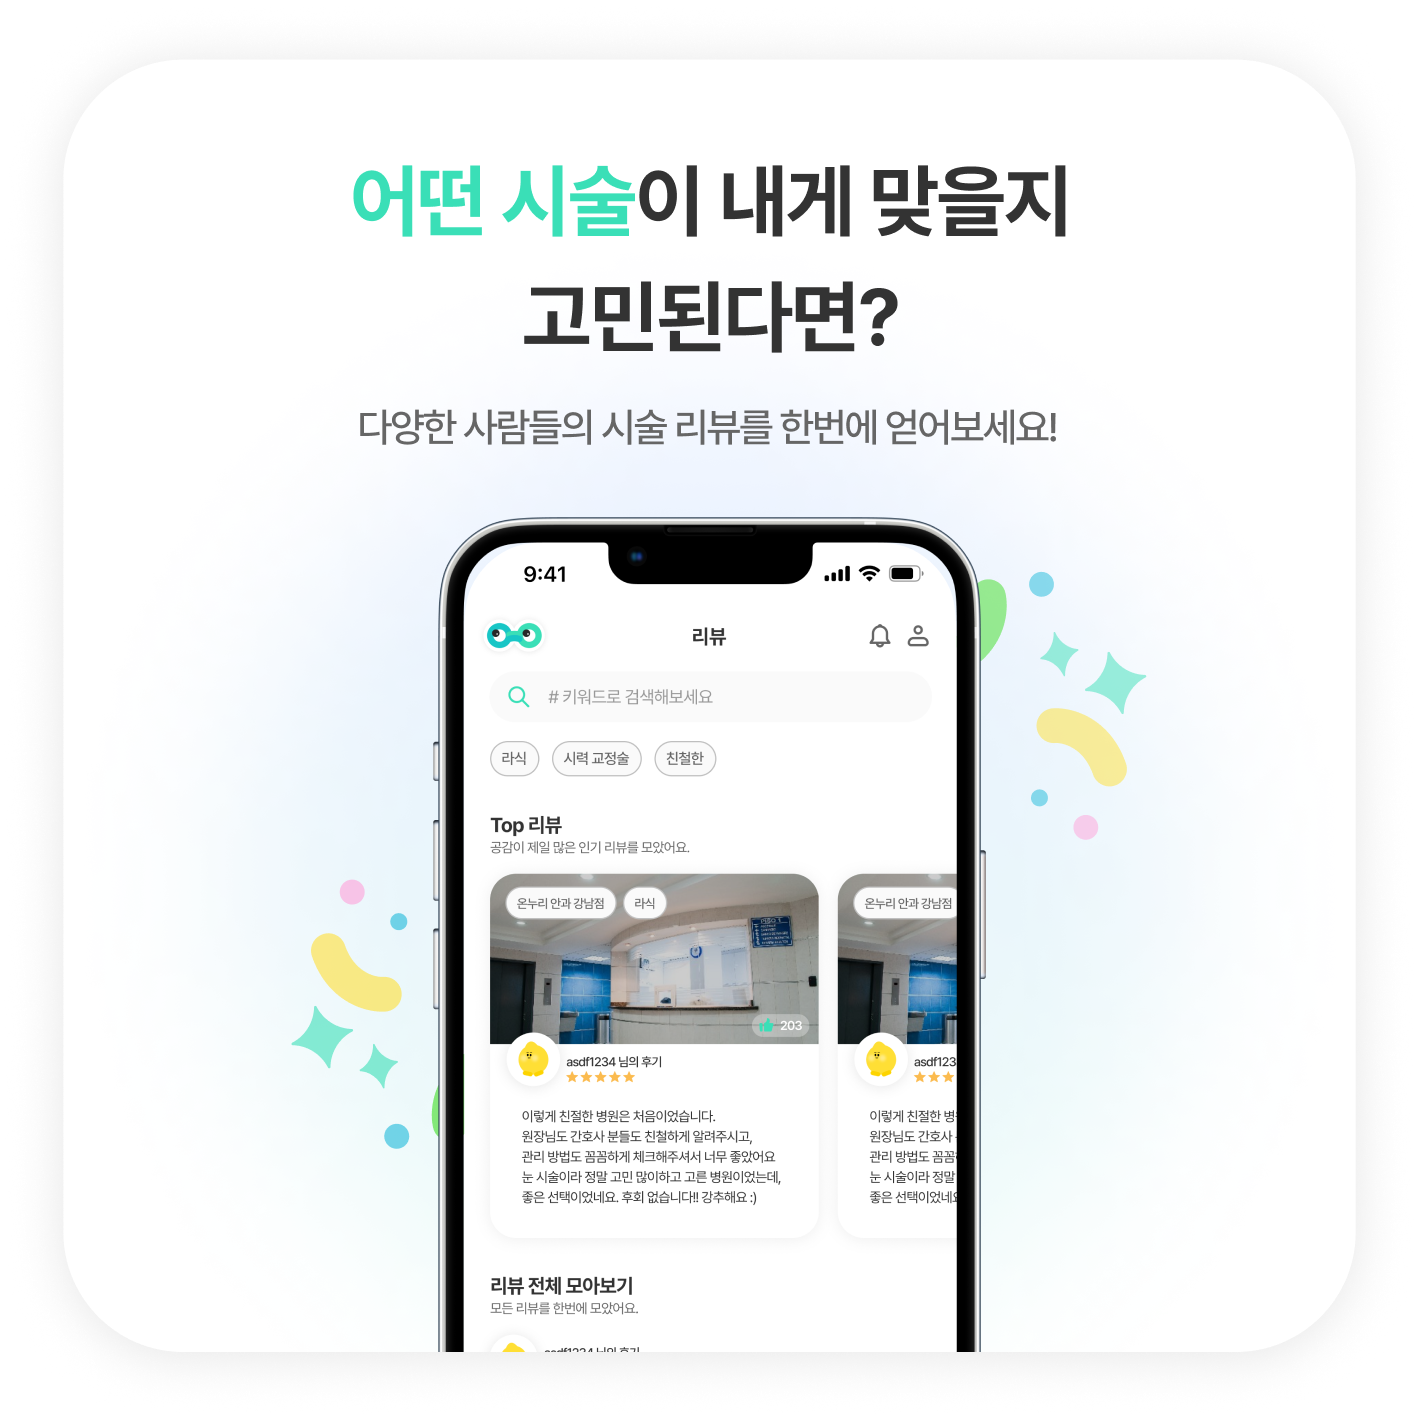 어떤 시술이 내게 맞을지
고민된다면?
다양한 사람들의 시술 리뷰를 한번에 얻어보세요!
9:41
리뷰
# 키워드로 검색해보세요
라식
시력 교정술
친철한
Top 리뷰
공감이 제일 많은 인기 리뷰를 모았어요.
온누리 안과 강남점
라식
203
asdf1234 님의 후기
이렇게 친절한 병원은 처음이었습니다.
원장님도 간호사 분들도 친철하게 알려주시고,
관리 방법도 꼼꼼하게 체크해주셔서 너무 좋았어요
눈 시술이라 정말 고민 많이하고 고른 병원이었는데,
좋은 선택이었네요. 후회 없습니다!! 강추해요 :)
온누리 안과 강남점
asdf123
이렇게 친절한 병
원장님도 간호사
관리 방법도 꼼꼼
눈 시술이라 정말
좋은 선택이었네
리뷰 전체 모아보기
모든 리뷰를 한번에 모았어요.
asdf1234 님의 후기